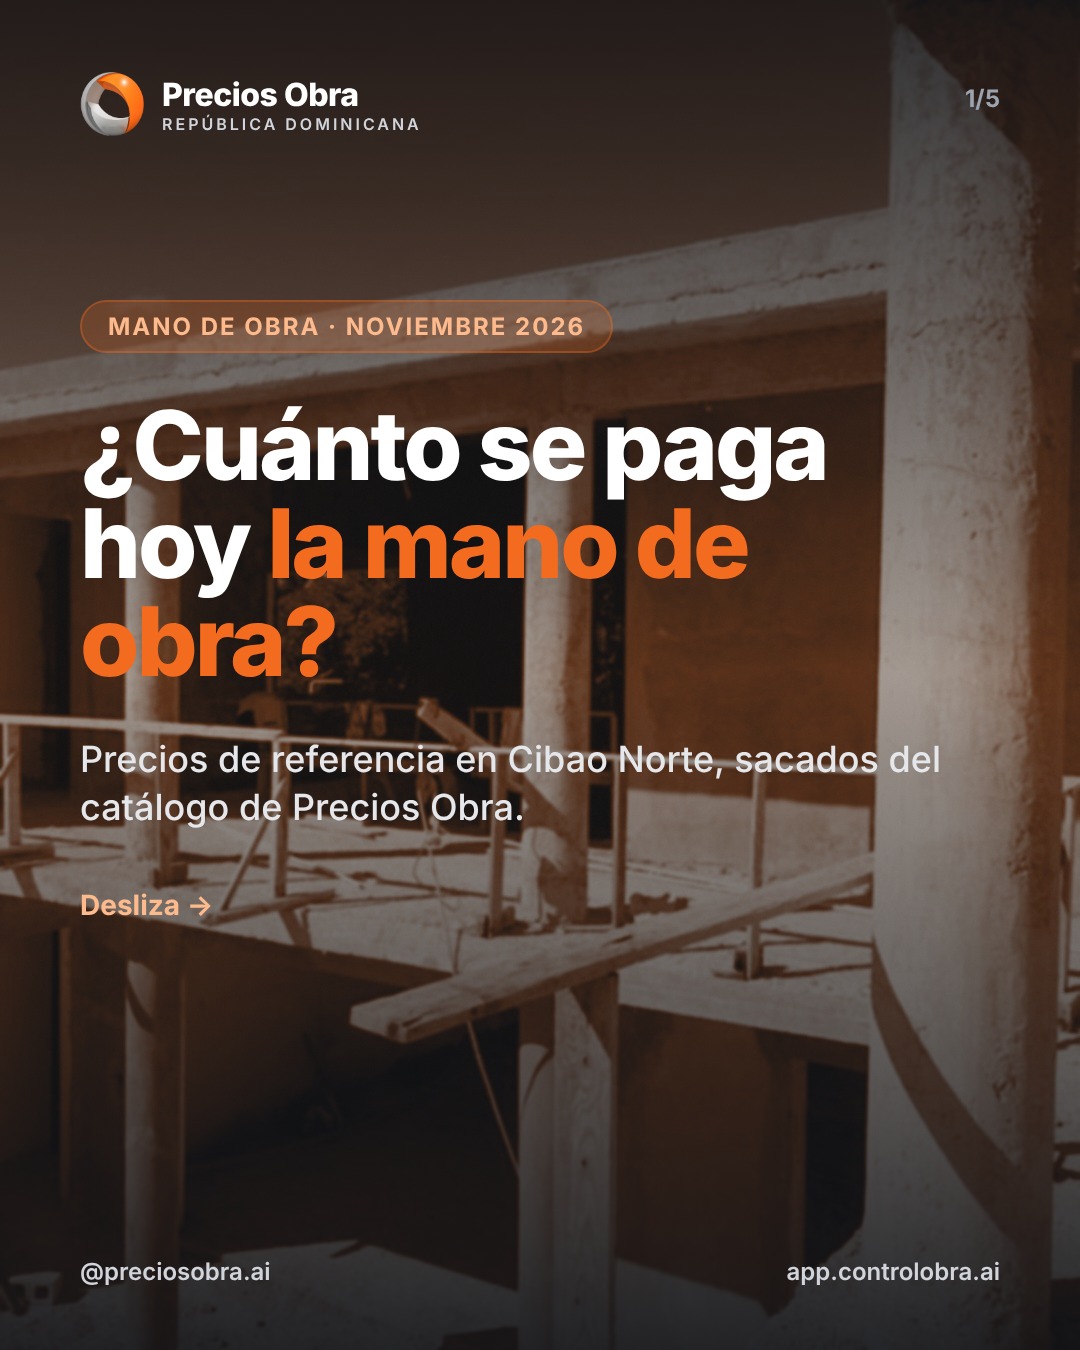 Precios Obra
REPÚBLICA DOMINICANA
1/5
MANO DE OBRA · NOVIEMBRE 2026
¿Cuánto se paga
hoy la mano de
obra?
Precios de referencia en Cibao Norte, sacados del
catálogo de Precios Obra.
Desliza →
@preciosobra.ai
app.controlobra.ai